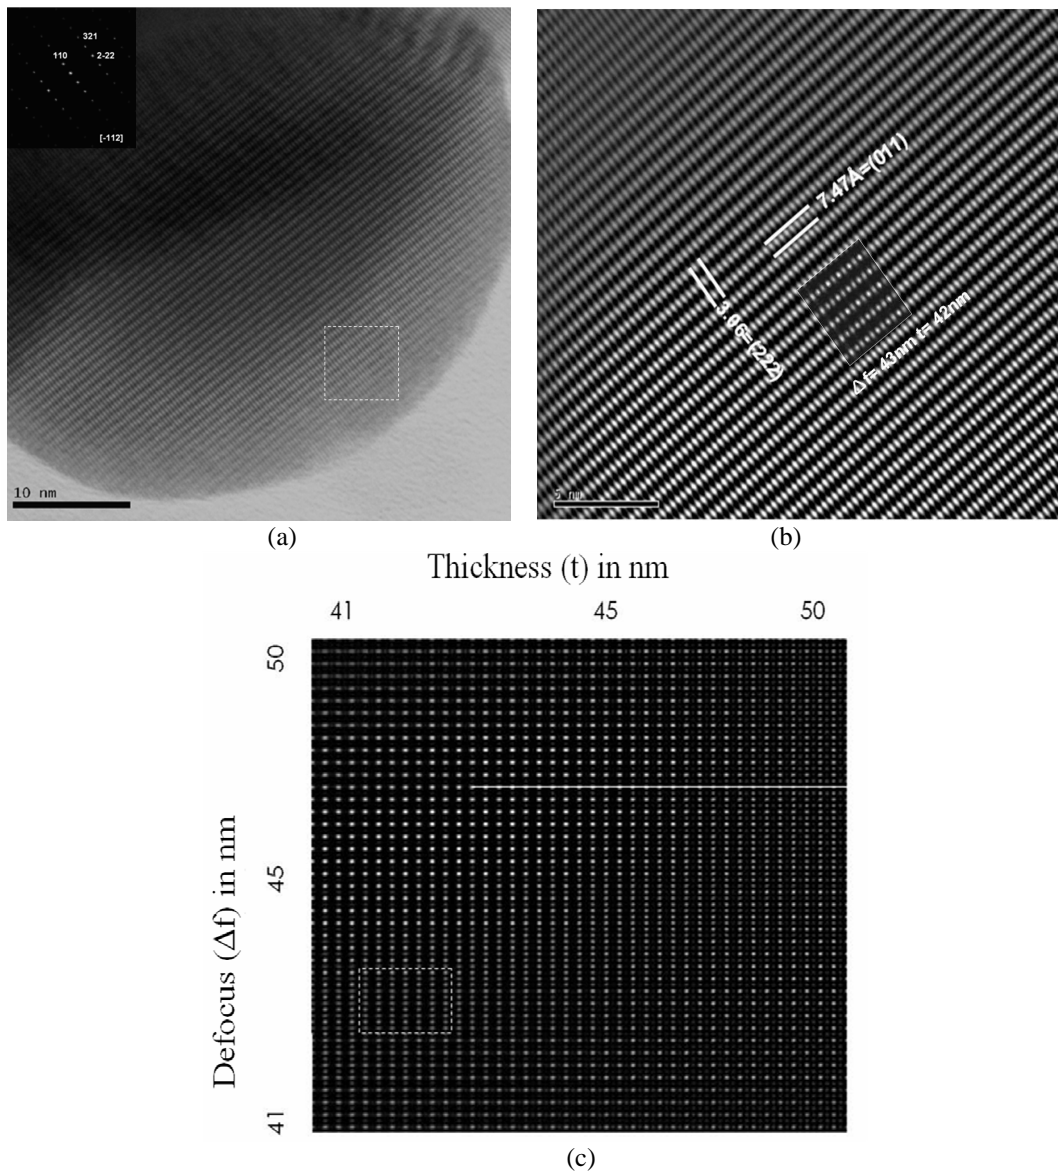 321
110
2-22
[-112]
10 nm
(a)
7.47Å=(011)
3.06=(222)
Δf= 43nm t= 42nm
5 nm
(b)
Thickness (t) in nm
41 45 50
50
45
41
Defocus (Δf) in nm
(c)